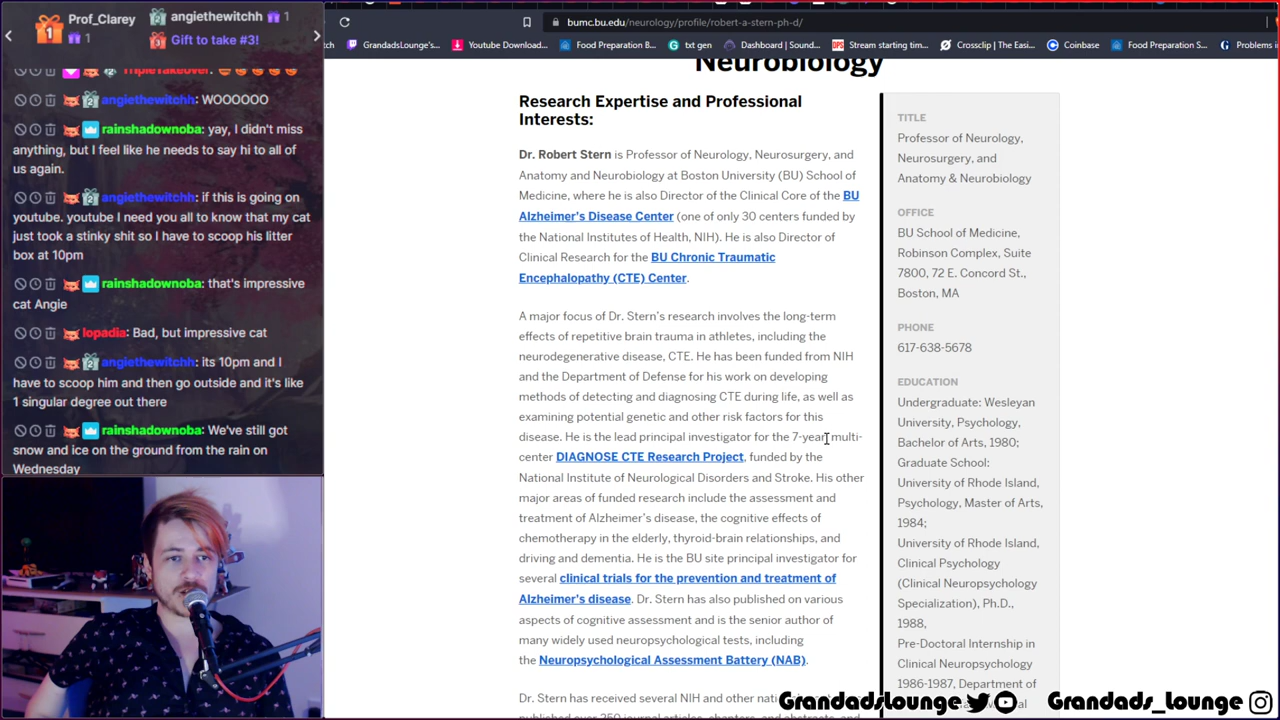 Prof_Clarey
1
1
angiethewitchh 1
Gift to take #3!
TripleTakeover:
angiethewitchh: WOOOOOO
rainshadownoba: yay, I didn't miss
anything, but I feel like he needs to say hi to all of
us again.
angiethewitchh: if this is going on
youtube. youtube I need you all to know that my cat
just took a stinky shit so I have to scoop his litter
box at 10pm
rainshadownoba: that's impressive
cat Angie
lopadia: Bad, but impressive cat
angiethewitchh: its 10pm and I
have to scoop him and then go outside and it's like
1 singular degree out there
rainshadownoba: We've still got
snow and ice on the ground from the rain on
Wednesday
bumc.bu.edu/neurology/profile/robert-a-stern-ph-d/
GrandadsLounge's...
Youtube Download...
Food Preparation B...
txt gen
Dashboard | Soun...
Stream starting tim...
Crossclip | The Easi...
Coinbase
Food Preparation S...
Problems i
Neurobiology
Research Expertise and Professional
Interests:
Dr. Robert Stern is Professor of Neurology, Neurosurgery, and
Anatomy and Neurobiology at Boston University (BU) School of
Medicine, where he is also Director of the Clinical Core of the BU
Alzheimer's Disease Center (one of only 30 centers funded by
the National Institutes of Health, NIH). He is also Director of
Clinical Research for the BU Chronic Traumatic
Encephalopathy (CTE) Center.
A major focus of Dr. Stern's research involves the long-term
effects of repetitive brain trauma in athletes, including the
neurodegenerative disease, CTE. He has been funded from NIH
and the Department of Defense for his work on developing
methods of detecting and diagnosing CTE during life, as well as
examining potential genetic and other risk factors for this
disease. He is the lead principal investigator for the 7-year, multi-
center DIAGNOSE CTE Research Project, funded by the
National Institute of Neurological Disorders and Stroke. His other
major areas of funded research include the assessment and
treatment of Alzheimer's disease, the cognitive effects of
chemotherapy in the elderly, thyroid-brain relationships, and
driving and dementia. He is the BU site principal investigator for
several clinical trials for the prevention and treatment of
Alzheimer's disease. Dr. Stern has also published on various
aspects of cognitive assessment and is the senior author of
many widely used neuropsychological tests, including
the Neuropsychological Assessment Battery (NAB).
Dr. Stern has received several NIH and other
TITLE
Professor of Neurology,
Neurosurgery, and
Anatomy & Neurobiology
OFFICE
BU School of Medicine,
Robinson Complex, Suite
7800, 72 E. Concord St.,
Boston, MA
PHONE
617-638-5678
EDUCATION
Undergraduate: Wesleyan
University, Psychology,
Bachelor of Arts, 1980;
Graduate School:
University of Rhode Island,
Psychology, Master of Arts,
1984;
University of Rhode Island,
Clinical Psychology
(Clinical Neuropsychology
Specialization), Ph.D.,
1988,
Pre-Doctoral Internship in
Clinical Neuropsychology
1986-1987, Department of
GrandadsLounge
Grandads_Lounge